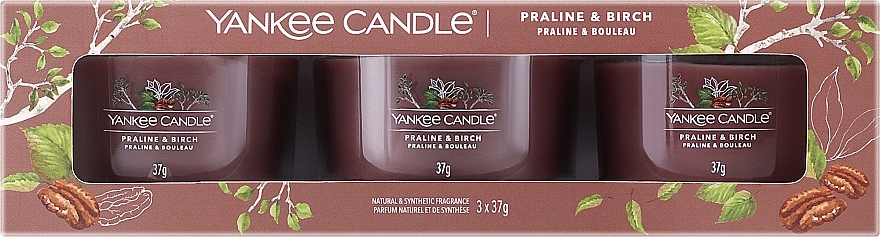 YANKEE CANDLE®
PRALINE & BIRCH
PRALINE & BOULEAU
YANKEE CANDLE®
PRALINE & BIRCH
PRALINE & BOULEAU
37g
YANKEE CANDLE®
PRALINE & BIRCH
PRALINE & BOULEAU
37g
YANKEE CANDLE®
PRALINE & BIRCH
PRALINE & BOULEAU
37g
NATURAL & SYNTHETIC FRAGRANCE
PARFUM NATUREL ET DE SYNTHÈSE
3 x 37g